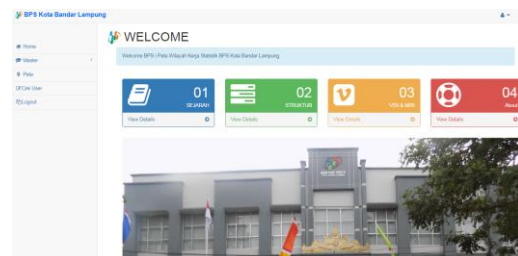 BPS Kota Bandar Lampung
WELCOME
Home
Welcome BPS | Peta Wilayah Kerja Statistik BPS Kota Bandar Lampung
Master
Peta
Cari User
Logout
01
SEJARAH
02
STRUKTUR
03
VISI & MISI
04
About
View Details
View Details
View Details
View Details